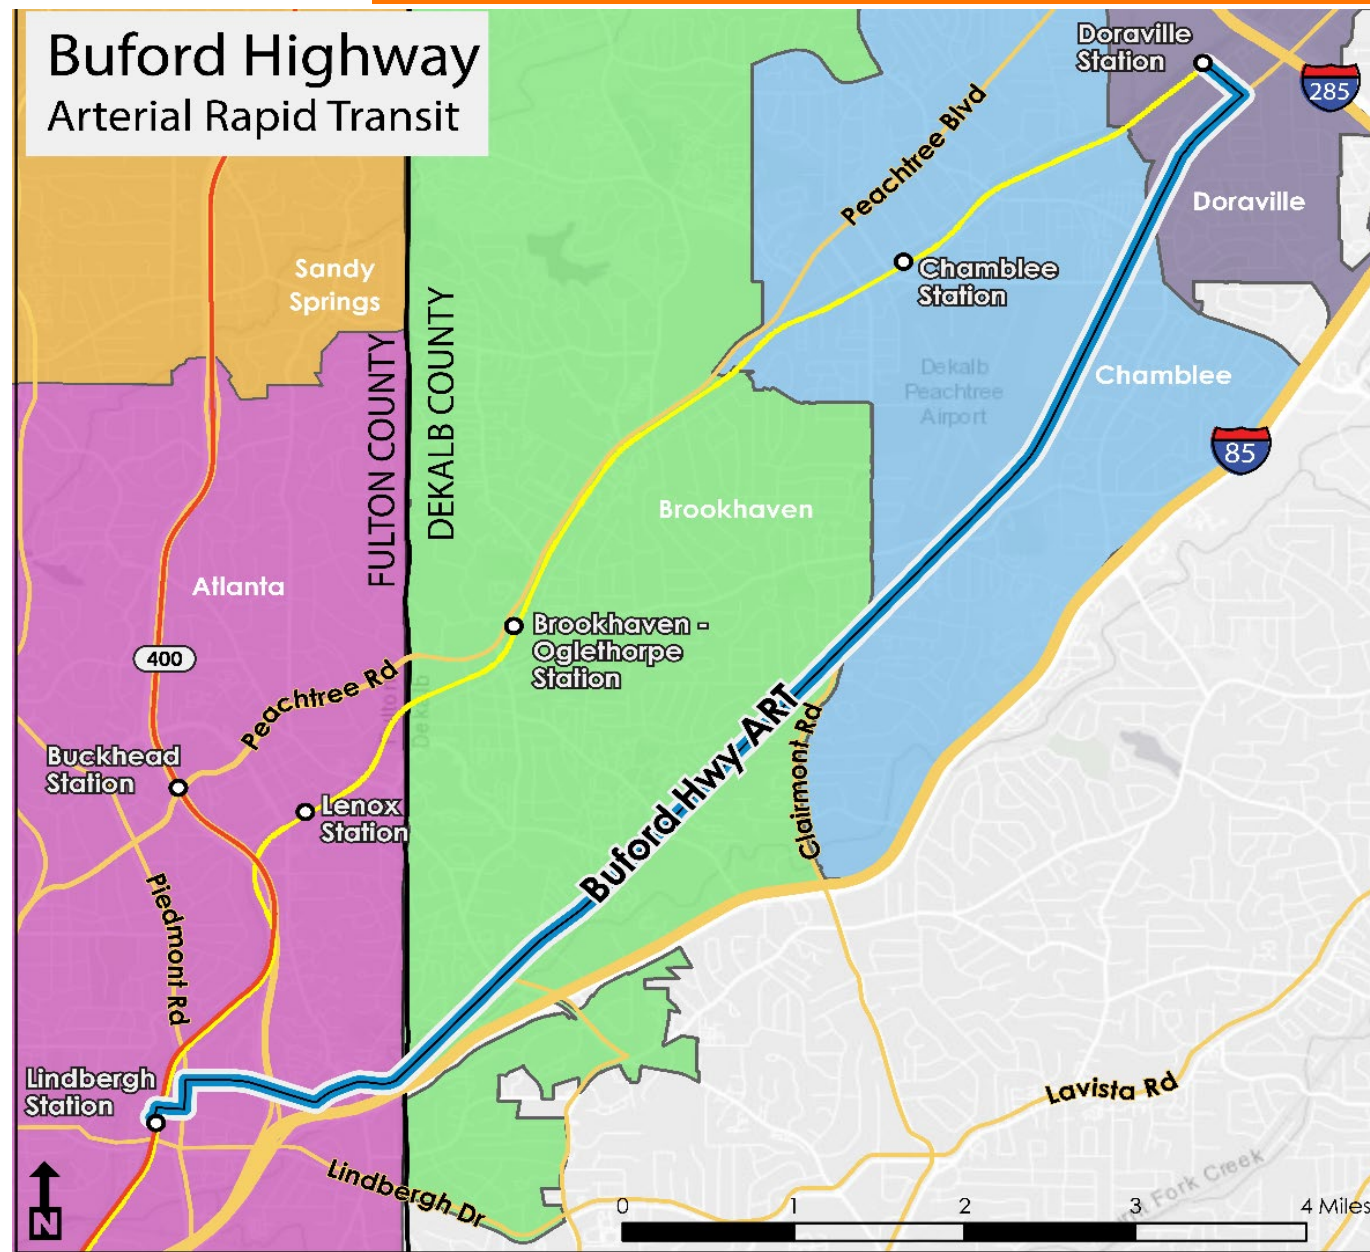 Buford Highway
Arterial Rapid Transit
Doraville
Station
285
Peachtree Blvd
Doraville
Sandy
Springs
Chamblee
Station
FULTON COUNTY
DEKALB COUNTY
Dekalb
Peachtree
Airport
Chamblee
85
Brookhaven
Atlanta
Brookhaven -
Oglethorpe
Station
400
Peachtree Rd
Dekalb
Buford Hwy ART
Clairmont Rd
Buckhead
Station
Lenox
Station
Piedmont Rd
Lindbergh
Station
Lavista Rd
Lindbergh Dr
Fork Creek
N
0
1
2
3
4 Miles